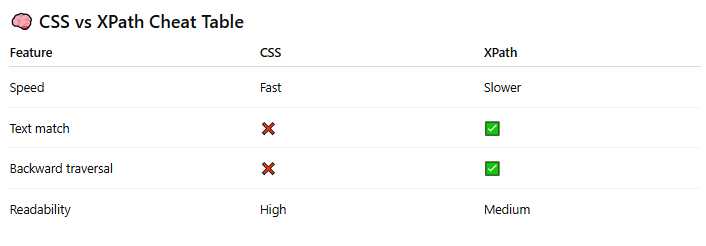 🧠 CSS vs XPath Cheat Table
Feature CSS XPath
Speed Fast Slower
Text match ❌ ✅
Backward traversal ❌ ✅
Readability High Medium